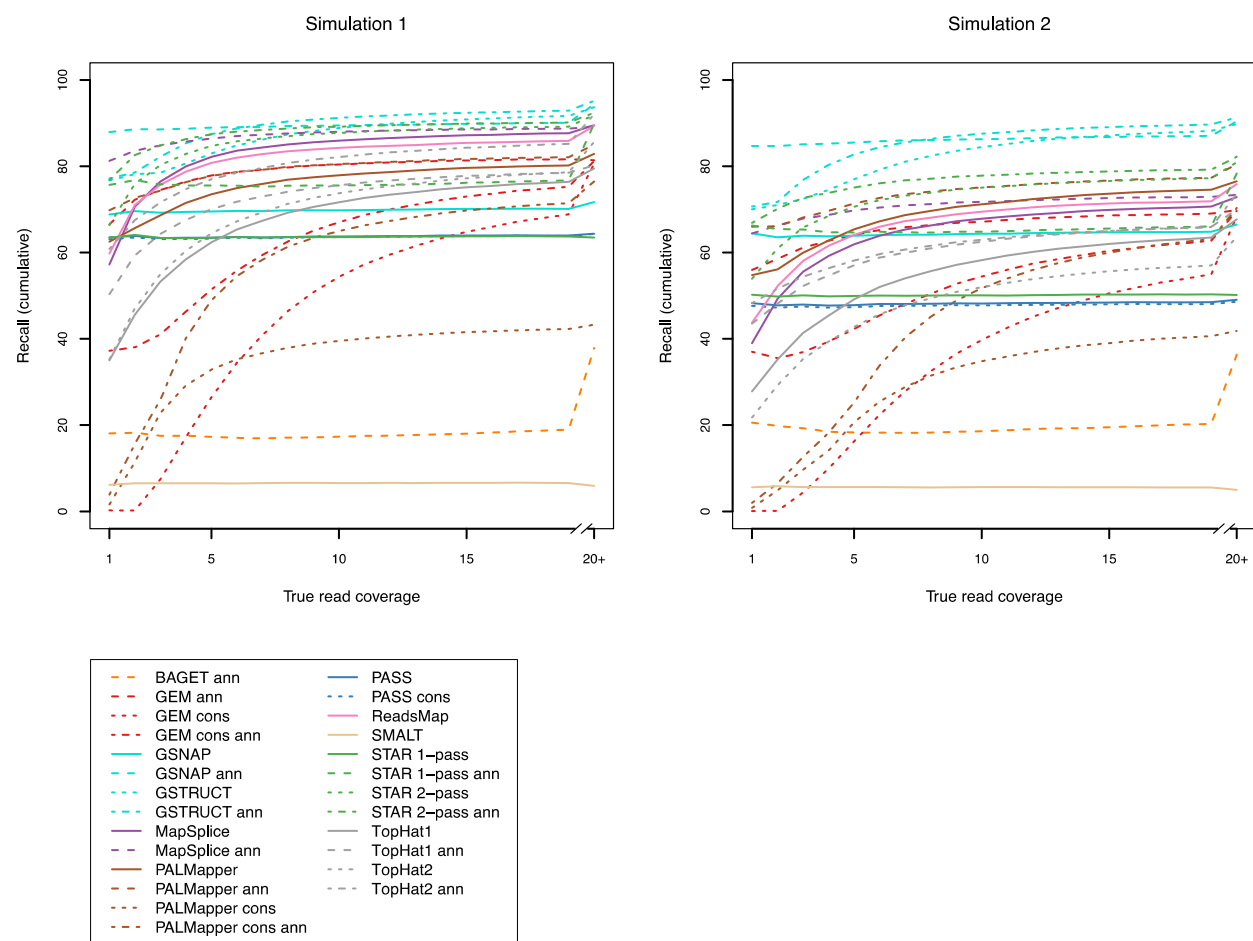 Simulation 1
Simulation 2
Recall (cumulative)
100
80
60
40
20
0
1
5
10
15
20+
True read coverage
Recall (cumulative)
100
80
60
40
20
0
1
5
10
15
20+
True read coverage
BAGET ann
GEM ann
GEM cons
GEM cons ann
GSNAP
GSNAP ann
GSTRUCT
GSTRUCT ann
MapSplice
MapSplice ann
PALMapper
PALMapper ann
PALMapper cons
PALMapper cons ann
PASS
PASS cons
ReadsMap
SMALT
STAR 1−pass
STAR 1−pass ann
STAR 2−pass
STAR 2−pass ann
TopHat1
TopHat1 ann
TopHat2
TopHat2 ann